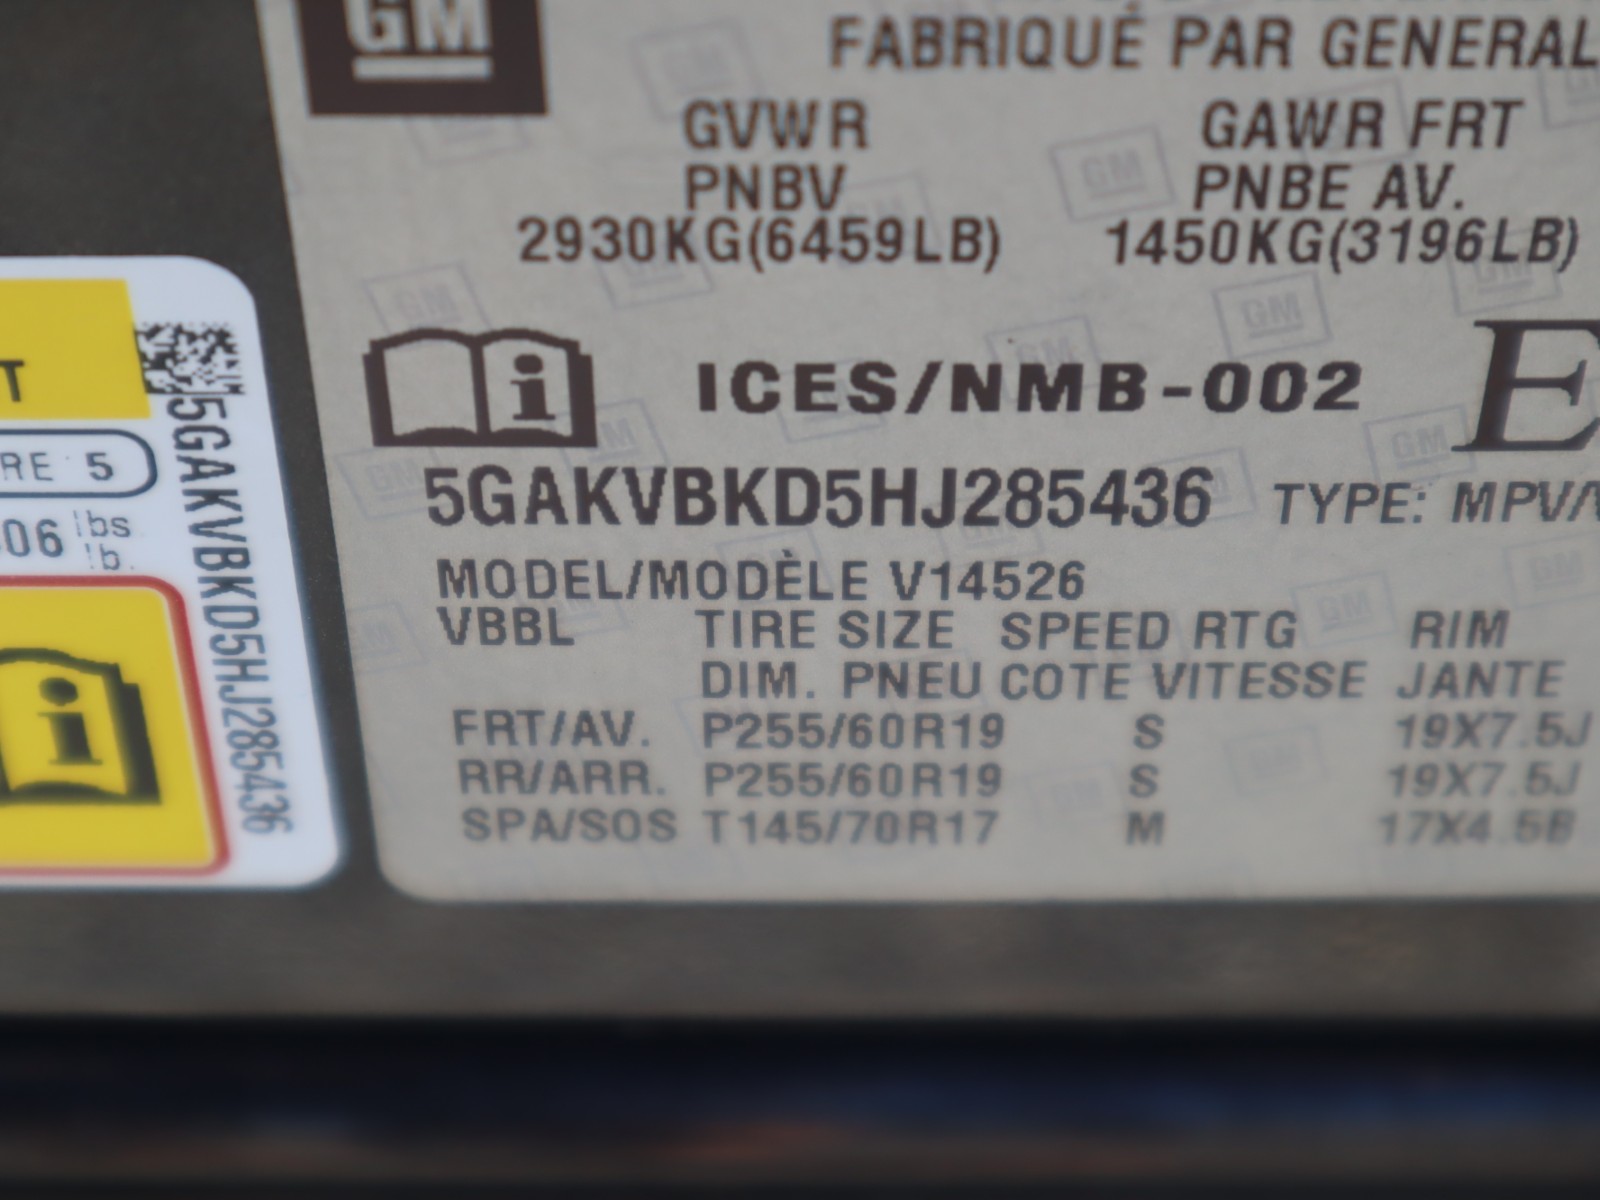 GM
FABRIQUÉ PAR GENERAL
GVWR
PNBV
2930KG(6459LB)
GAWR FRT
PNBE AV.
1450KG(3196LB)
ICES/NMB-002
E
5GAKVBKD5HJ285436 TYPE: MPV/
MODEL/MODÈLE V14526
VBBL TIRE SIZE SPEED RTG RIM
DIM. PNEU COTE VITESSE JANTE
FRT/AV. P255/60R19 S 19X7.5J
RR/ARR. P255/60R19 S 19X7.5J
SPA/SOS T145/70R17 M 17X4.5B
T
RE 5
06 lbs.
lb.
5GAKVBKD5HJ285436